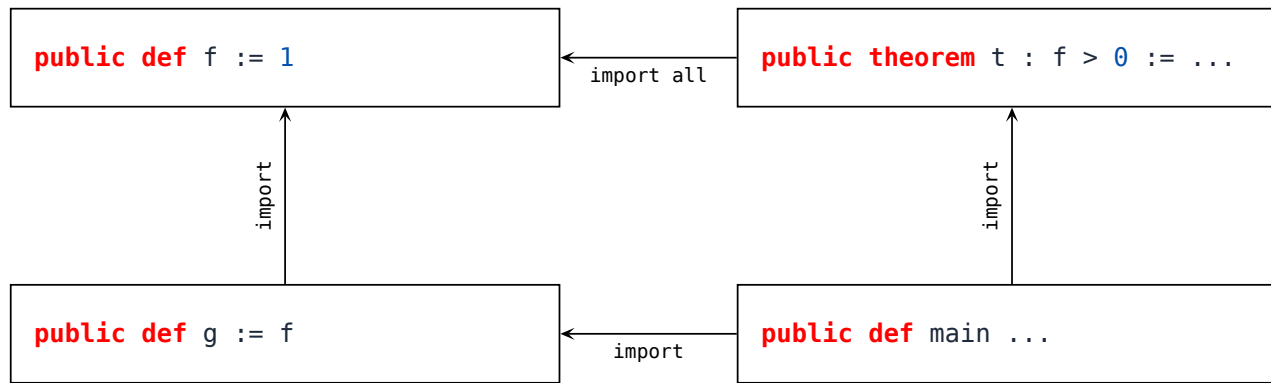 public def f := 1
public theorem t : f > 0 := ...
import all
import
import
public def g := f
public def main ...
import